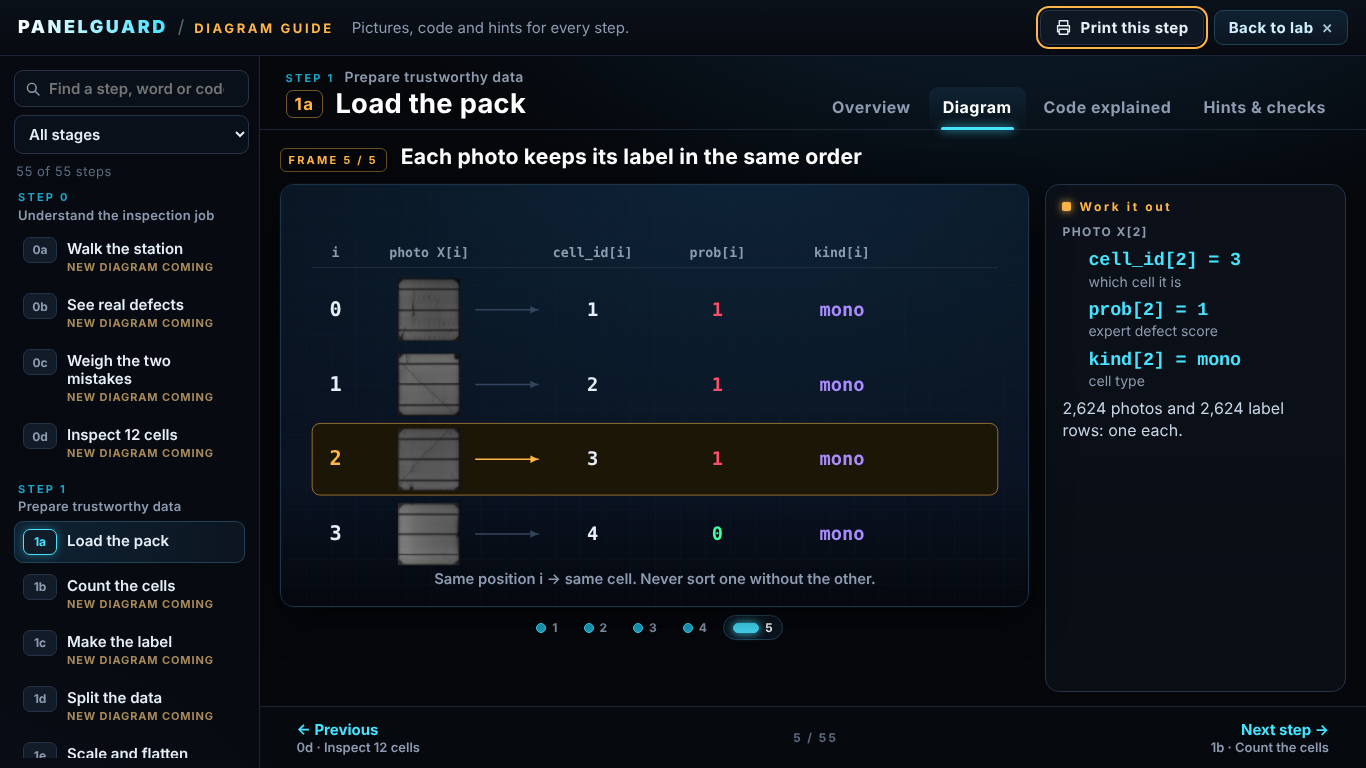 PANELGUARD / DIAGRAM GUIDE Pictures, code and hints for every step.
Print this step
Back to lab ×
Find a step, word or cod
All stages
55 of 55 steps
STEP 0
Understand the inspection job
0a Walk the station
NEW DIAGRAM COMING
0b See real defects
NEW DIAGRAM COMING
0c Weigh the two
mistakes
NEW DIAGRAM COMING
0d Inspect 12 cells
NEW DIAGRAM COMING
STEP 1
Prepare trustworthy data
1a Load the pack
1b Count the cells
NEW DIAGRAM COMING
1c Make the label
NEW DIAGRAM COMING
1d Split the data
NEW DIAGRAM COMING
1e Scale and flatten
STEP 1 Prepare trustworthy data
1a Load the pack
Overview Diagram Code explained Hints & checks
FRAME 5 / 5 Each photo keeps its label in the same order
i photo X[i] cell_id[i] prob[i] kind[i]
0 1 1 mono
1 2 1 mono
2 3 1 mono
3 4 0 mono
Same position i → same cell. Never sort one without the other.
1 2 3 4 5
Work it out
PHOTO X[2]
cell_id[2] = 3
which cell it is
prob[2] = 1
expert defect score
kind[2] = mono
cell type
2,624 photos and 2,624 label
rows: one each.
← Previous
0d · Inspect 12 cells
5 / 55
Next step →
1b · Count the cells